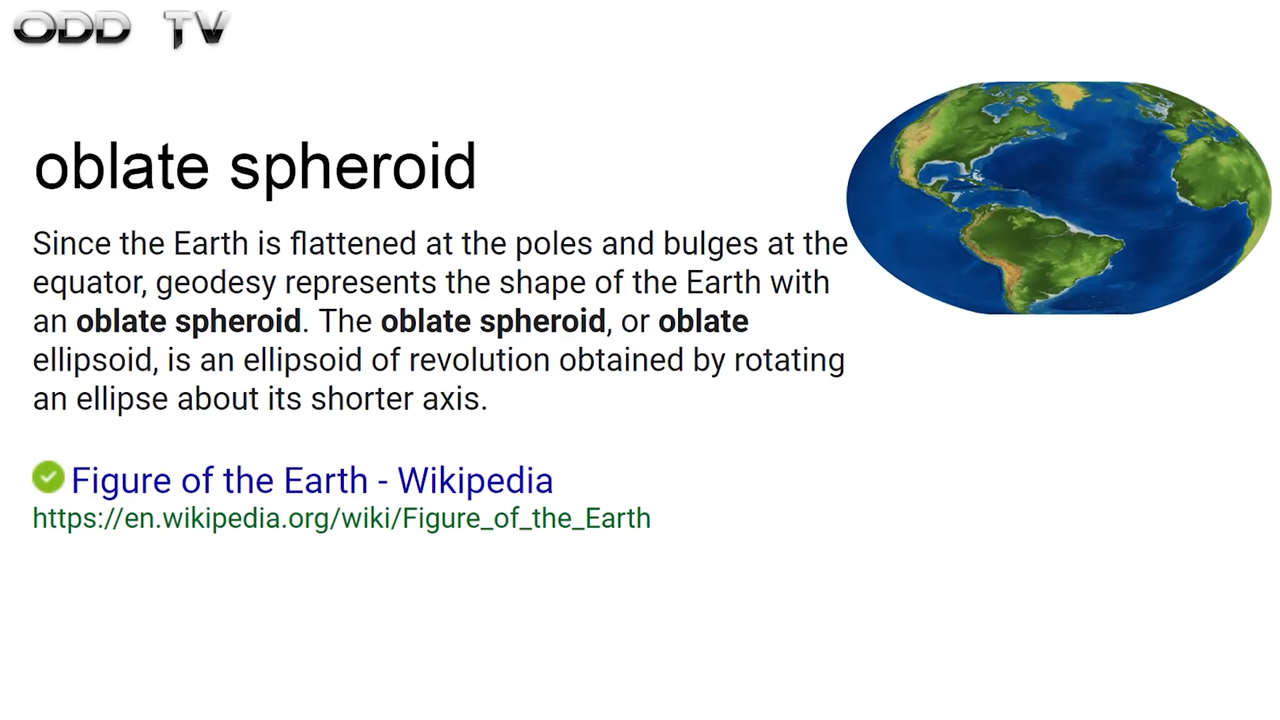 ODD TV
oblate spheroid
Since the Earth is flattened at the poles and bulges at the
equator, geodesy represents the shape of the Earth with
an oblate spheroid. The oblate spheroid, or oblate
ellipsoid, is an ellipsoid of revolution obtained by rotating
an ellipse about its shorter axis.
Figure of the Earth - Wikipedia
https://en.wikipedia.org/wiki/Figure_of_the_Earth